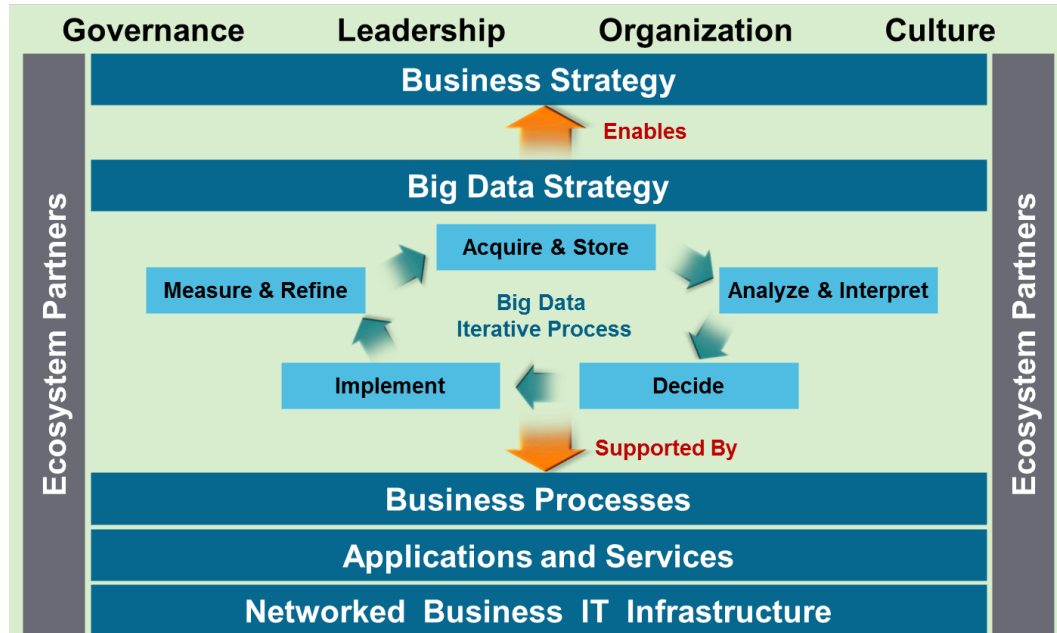 Governance Leadership Organization Culture
Business Strategy
Enables
Big Data Strategy
Acquire & Store
Measure & Refine
Analyze & Interpret
Big Data
Iterative Process
Implement
Decide
Supported By
Business Processes
Applications and Services
Networked Business IT Infrastructure
Ecosystem Partners
Ecosystem Partners